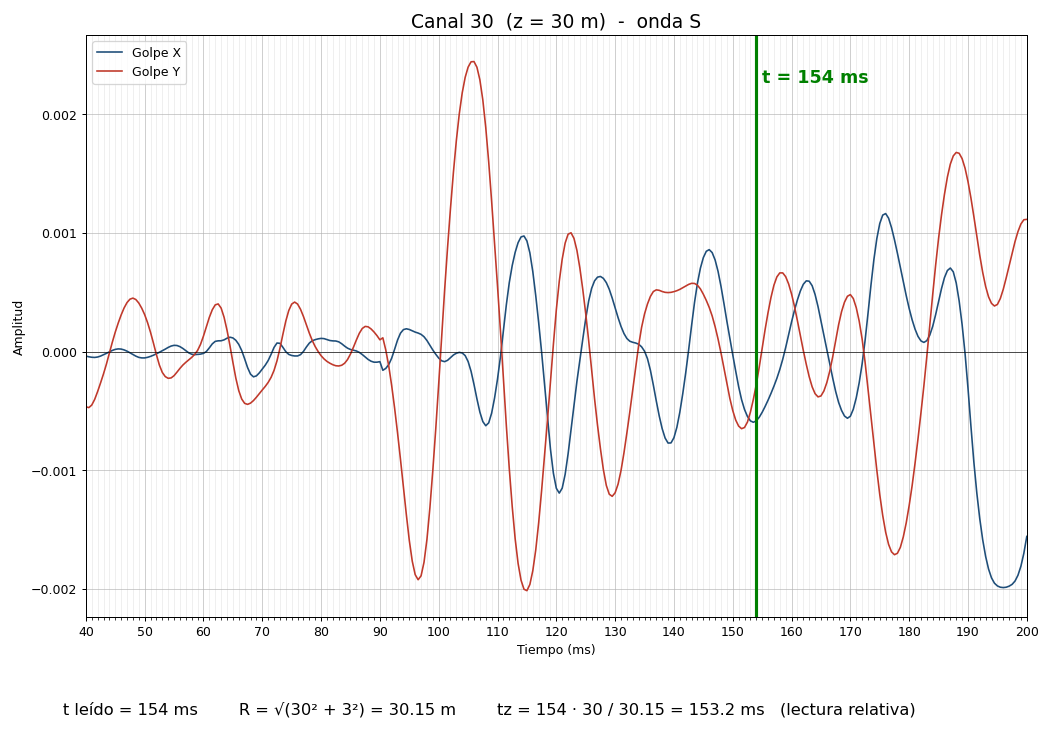 Canal 30 (z = 30 m) - onda S
Golpe X
Golpe Y
t = 154 ms
Amplitud
0.002
0.001
0.000
−0.001
−0.002
40 50 60 70 80 90 100 110 120 130 140 150 160 170 180 190 200
Tiempo (ms)
t leído = 154 ms R = √(30² + 3²) = 30.15 m tz = 154 · 30 / 30.15 = 153.2 ms (lectura relativa)